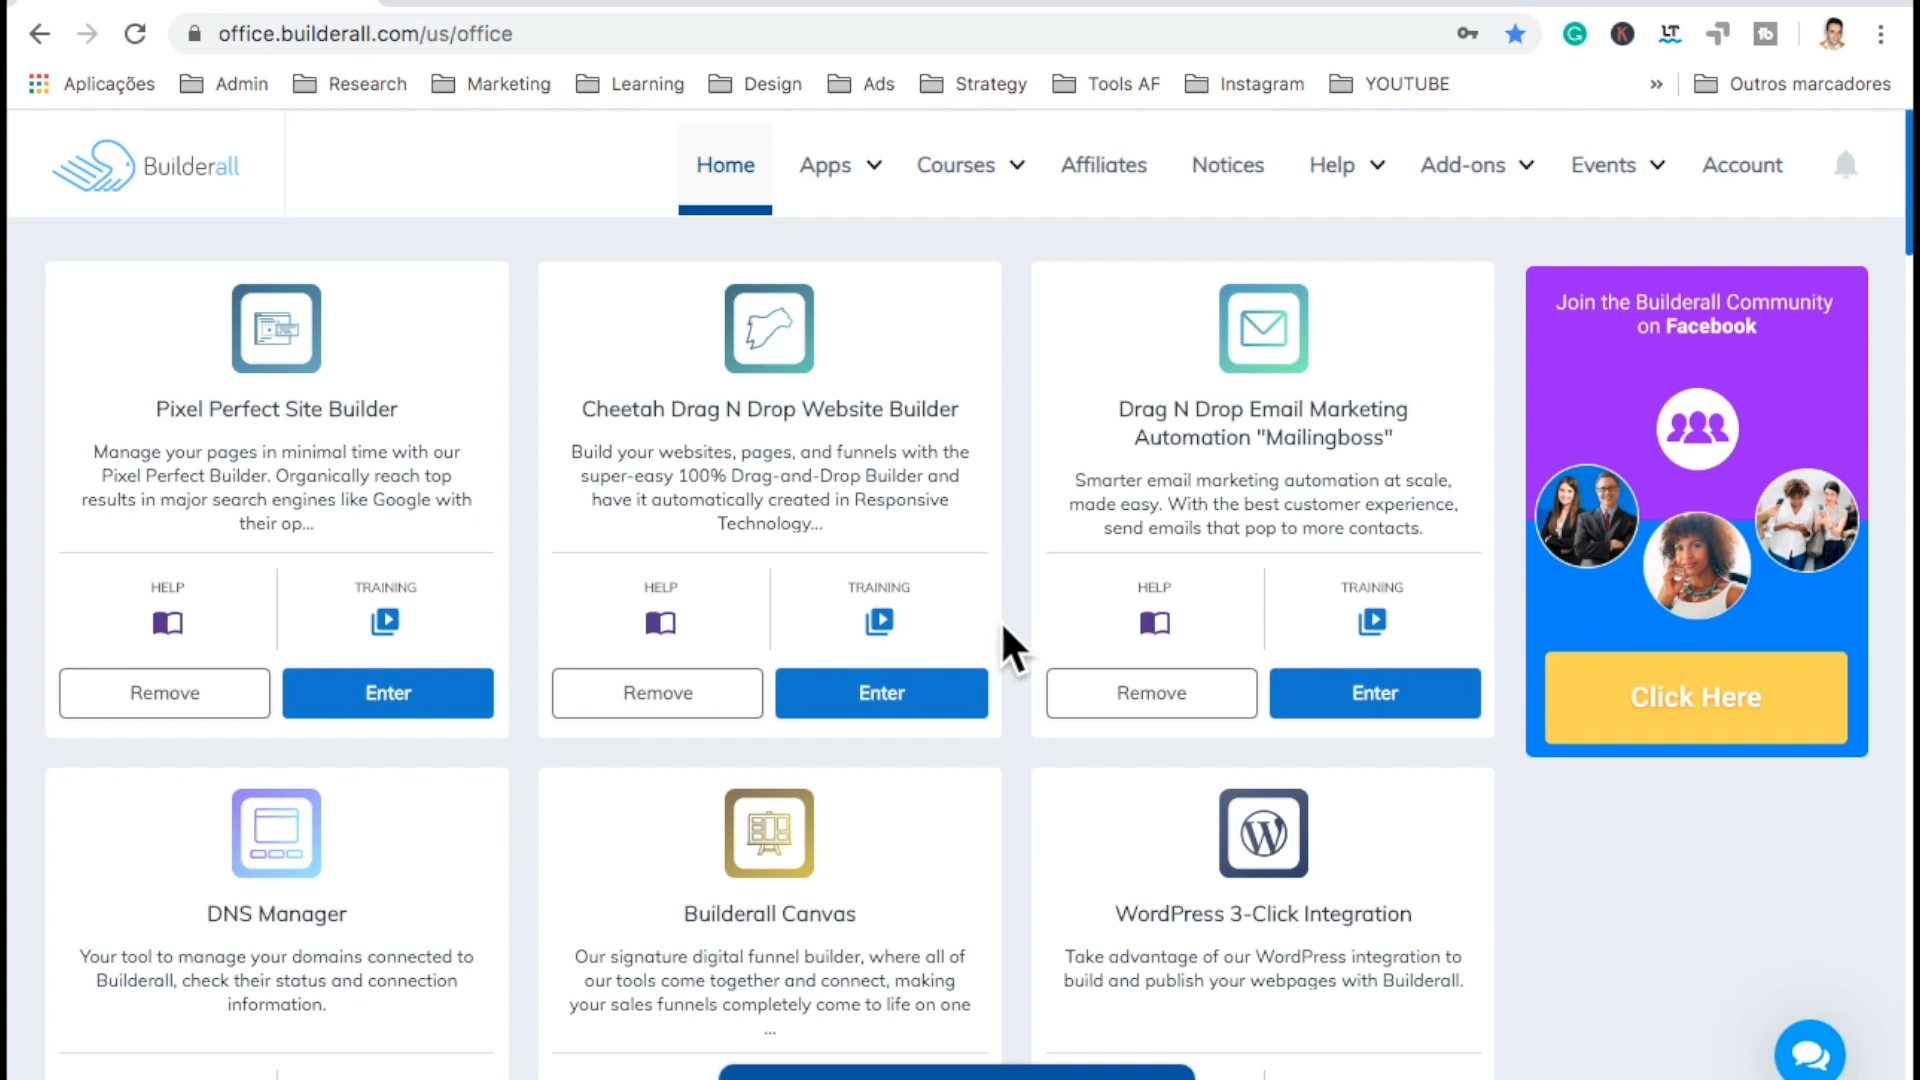 office.builderall.com/us/office
Aplicações Admin Research Marketing Learning Design Ads Strategy Tools AF Instagram YOUTUBE » Outros marcadores
Builderall
Home Apps Courses Affiliates Notices Help Add-ons Events Account
Pixel Perfect Site Builder
Manage your pages in minimal time with our
Pixel Perfect Builder. Organically reach top
results in major search engines like Google with
their op...
HELP TRAINING
Remove Enter
Cheetah Drag N Drop Website Builder
Build your websites, pages, and funnels with the
super-easy 100% Drag-and-Drop Builder and
have it automatically created in Responsive
Technology...
HELP TRAINING
Remove Enter
Drag N Drop Email Marketing
Automation "Mailingboss"
Smarter email marketing automation at scale,
made easy. With the best customer experience,
send emails that pop to more contacts.
HELP TRAINING
Remove Enter
Join the Builderall Community
on Facebook
Click Here
DNS Manager
Your tool to manage your domains connected to
Builderall, check their status and connection
information.
Builderall Canvas
Our signature digital funnel builder, where all of
our tools come together and connect, making
your sales funnels completely come to life on one
...
WordPress 3-Click Integration
Take advantage of our WordPress integration to
build and publish your webpages with Builderall.